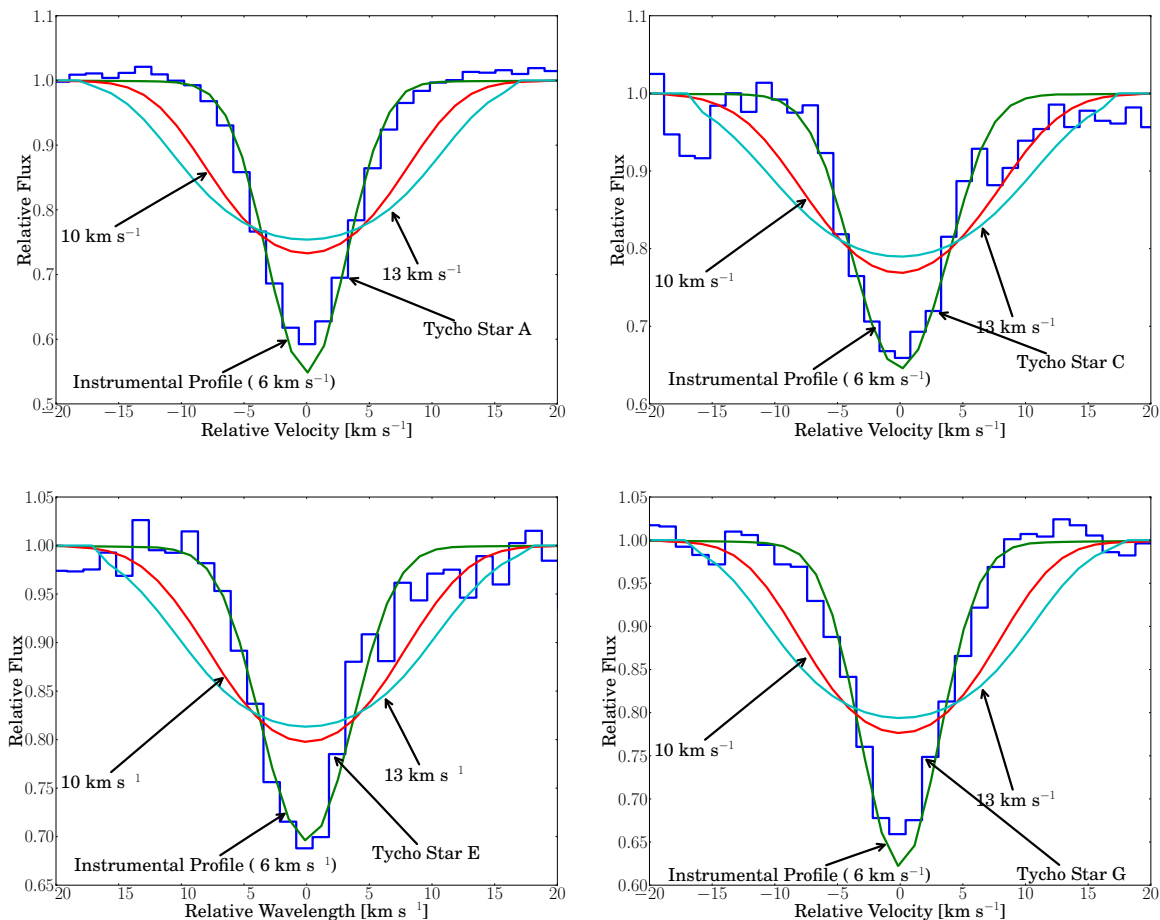 1.1
1.0
0.9
0.8
0.7
0.6
0.5
Relative Flux
−20 −15 −10 −5 0 5 10 15 20
Relative Velocity [km s⁻¹]
10 km s⁻¹
13 km s⁻¹
Tycho Star A
Instrumental Profile ( 6 km s⁻¹)
1.1
1.0
0.9
0.8
0.7
0.6
Relative Flux
−20 −15 −10 −5 0 5 10 15 20
Relative Velocity [km s⁻¹]
10 km s⁻¹
13 km s⁻¹
Tycho Star C
Instrumental Profile ( 6 km s⁻¹)
1.05
1.00
0.95
0.90
0.85
0.80
0.75
0.70
0.65
Relative Flux
−20 −15 −10 −5 0 5 10 15 20
Relative Wavelength [km s⁻¹]
10 km s⁻¹
13 km s⁻¹
Tycho Star E
Instrumental Profile ( 6 km s⁻¹)
1.05
1.00
0.95
0.90
0.85
0.80
0.75
0.70
0.65
0.60
Relative Flux
−20 −15 −10 −5 0 5 10 15 20
Relative Velocity [km s⁻¹]
10 km s⁻¹
13 km s⁻¹
Tycho Star G
Instrumental Profile ( 6 km s⁻¹)